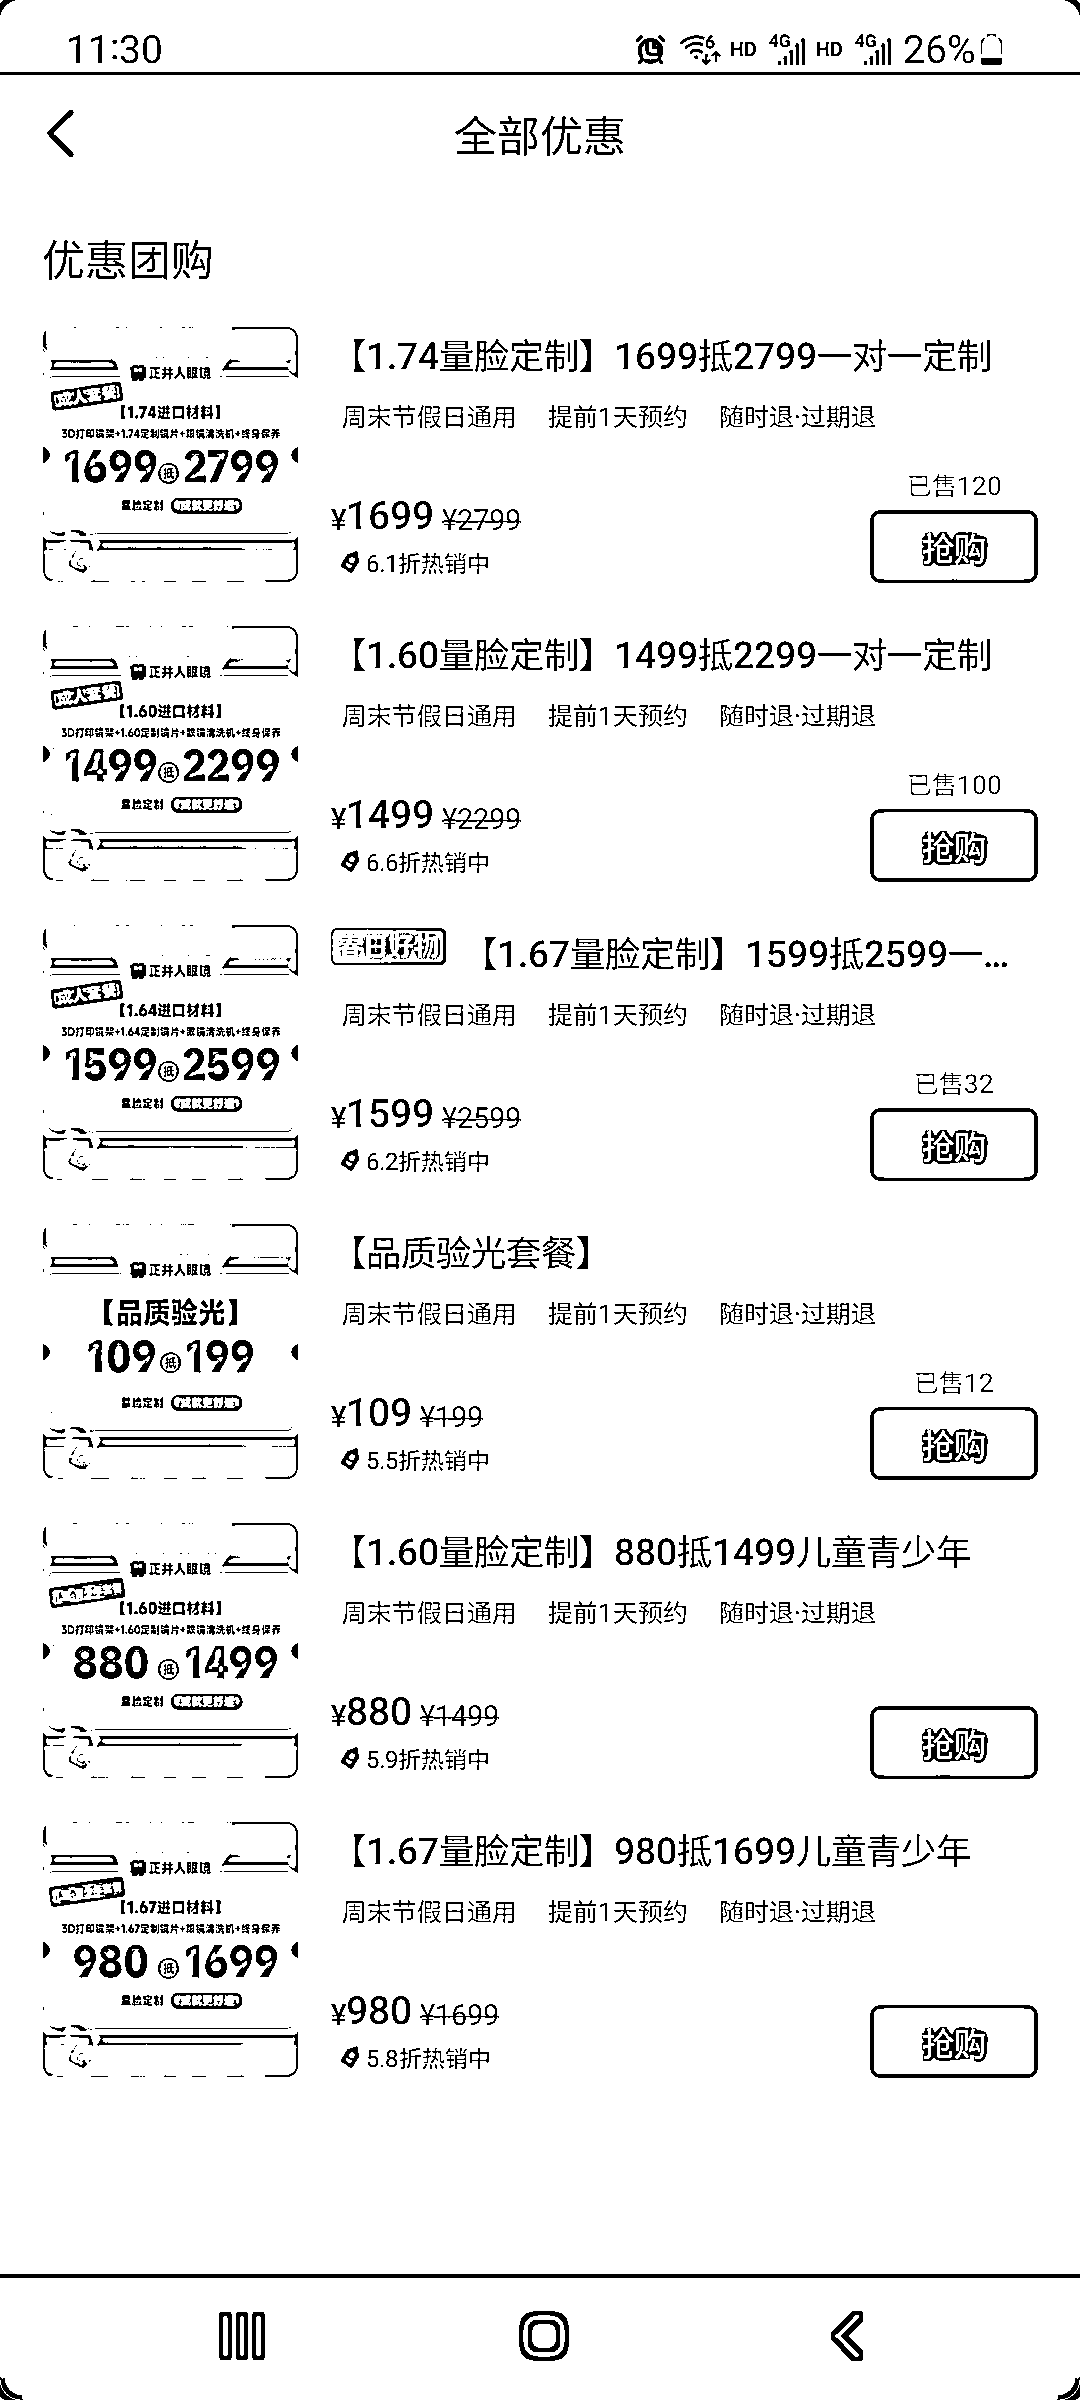 11:30
HD 4G HD 4G 26%
全部优惠
优惠团购
正井人眼镜
成人套餐
【1.74进口材料】
3D打印镜架+1.74定制镜片+眼镜清洗机+终身保养
1699抵2799
量脸定制
【1.74量脸定制】1699抵2799一对一定制
周末节假日通用 提前1天预约 随时退·过期退
已售120
¥1699 ¥2799
抢购
6.1折热销中
正井人眼镜
成人套餐
【1.60进口材料】
3D打印镜架+1.60定制镜片+眼镜清洗机+终身保养
1499抵2299
量脸定制
【1.60量脸定制】1499抵2299一对一定制
周末节假日通用 提前1天预约 随时退·过期退
已售100
¥1499 ¥2299
抢购
6.6折热销中
正井人眼镜
成人套餐
【1.64进口材料】
3D打印镜架+1.64定制镜片+眼镜清洗机+终身保养
1599抵2599
量脸定制
春日好物 【1.67量脸定制】1599抵2599一...
周末节假日通用 提前1天预约 随时退·过期退
已售32
¥1599 ¥2599
抢购
6.2折热销中
正井人眼镜
【品质验光】
109抵199
量脸定制
【品质验光套餐】
周末节假日通用 提前1天预约 随时退·过期退
已售12
¥109 ¥199
抢购
5.5折热销中
正井人眼镜
【1.60进口材料】
3D打印镜架+1.60定制镜片+眼镜清洗机+终身保养
880抵1499
量脸定制
【1.60量脸定制】880抵1499儿童青少年
周末节假日通用 提前1天预约 随时退·过期退
¥880 ¥1499
抢购
5.9折热销中
正井人眼镜
【1.67进口材料】
3D打印镜架+1.67定制镜片+眼镜清洗机+终身保养
980抵1699
量脸定制
【1.67量脸定制】980抵1699儿童青少年
周末节假日通用 提前1天预约 随时退·过期退
¥980 ¥1699
抢购
5.8折热销中